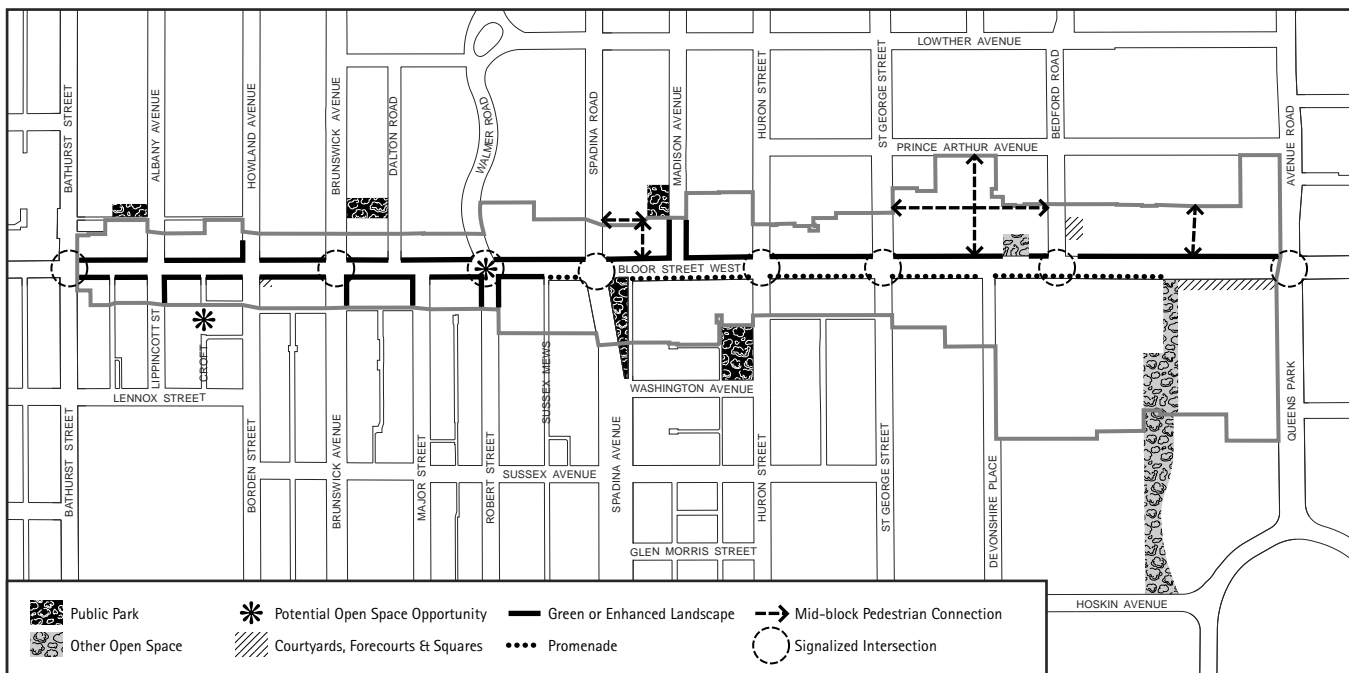 LOWTHER AVENUE
BATHURST STREET
ALBANY AVENUE
HOWLAND AVENUE
BRUNSWICK AVENUE
DALTON ROAD
WALMER ROAD
SPADINA ROAD
MADISON AVENUE
HURON STREET
ST GEORGE STREET
BEDFORD ROAD
AVENUE ROAD
PRINCE ARTHUR AVENUE
BLOOR STREET WEST
LIPPINCOTT ST
CROFT
LENNOX STREET
SUSSEX MEWS
WASHINGTON AVENUE
BATHURST STREET
BORDEN STREET
BRUNSWICK AVENUE
MAJOR STREET
ROBERT STREET
SUSSEX AVENUE
SPADINA AVENUE
HURON STREET
ST GEORGE STREET
DEVONSHIRE PLACE
QUEENS PARK
GLEN MORRIS STREET
HOSKIN AVENUE
Public Park
Potential Open Space Opportunity
Green or Enhanced Landscape
Mid-block Pedestrian Connection
Other Open Space
Courtyards, Forecourts & Squares
Promenade
Signalized Intersection